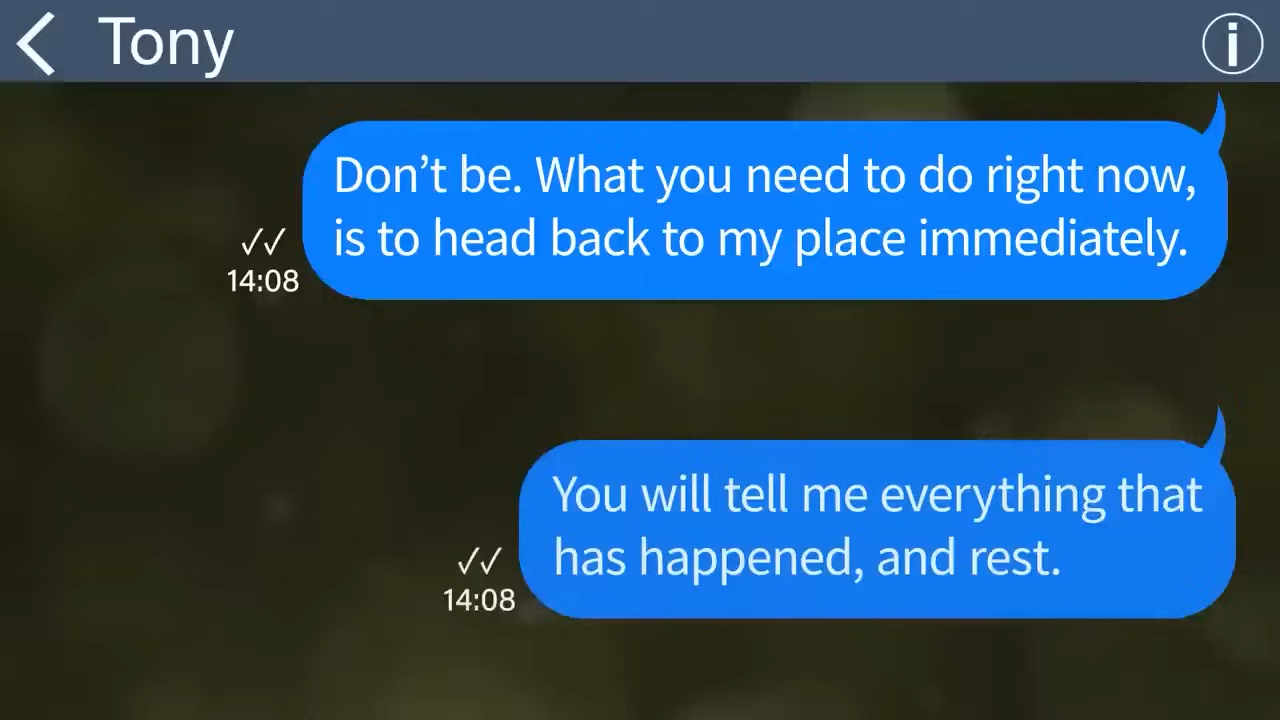 Tony
Don’t be. What you need to do right now,
is to head back to my place immediately.
14:08
You will tell me everything that
has happened, and rest.
14:08